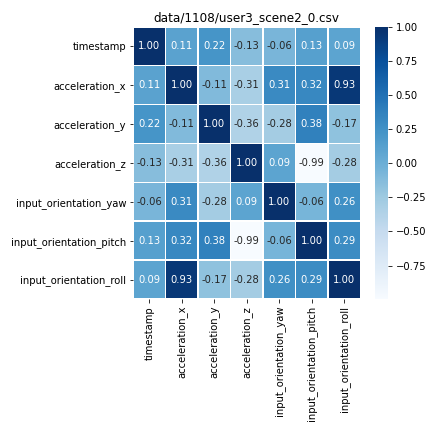 data/1108/user3_scene2_0.csv
timestamp 1.00 0.11 0.22 -0.13 -0.06 0.13 0.09
acceleration_x 0.11 1.00 -0.11 -0.31 0.31 0.32 0.93
acceleration_y 0.22 -0.11 1.00 -0.36 -0.28 0.38 -0.17
acceleration_z -0.13 -0.31 -0.36 1.00 0.09 -0.99 -0.28
input_orientation_yaw -0.06 0.31 -0.28 0.09 1.00 -0.06 0.26
input_orientation_pitch 0.13 0.32 0.38 -0.99 -0.06 1.00 0.29
input_orientation_roll 0.09 0.93 -0.17 -0.28 0.26 0.29 1.00
timestamp
acceleration_x
acceleration_y
acceleration_z
input_orientation_yaw
input_orientation_pitch
input_orientation_roll
1.00
0.75
0.50
0.25
0.00
-0.25
-0.50
-0.75